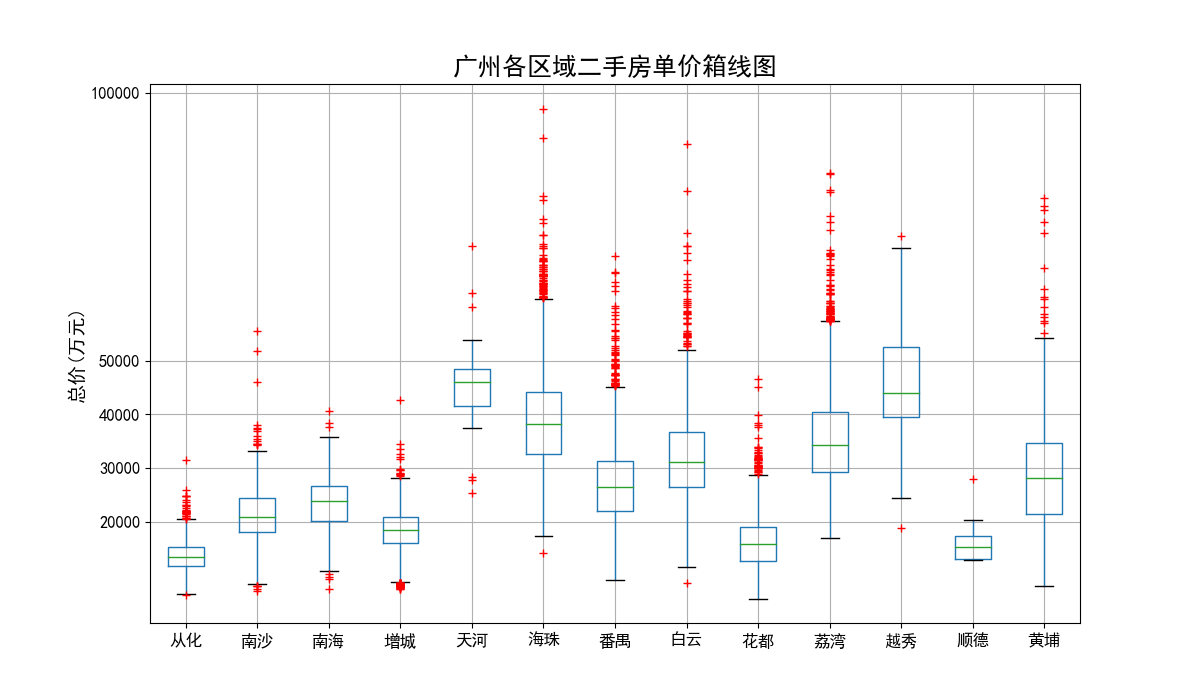 广州各区域二手房单价箱线图
总价(万元)
100000
50000
40000
30000
20000
从化 南沙 南海 增城 天河 海珠 番禺 白云 花都 荔湾 越秀 顺德 黄埔